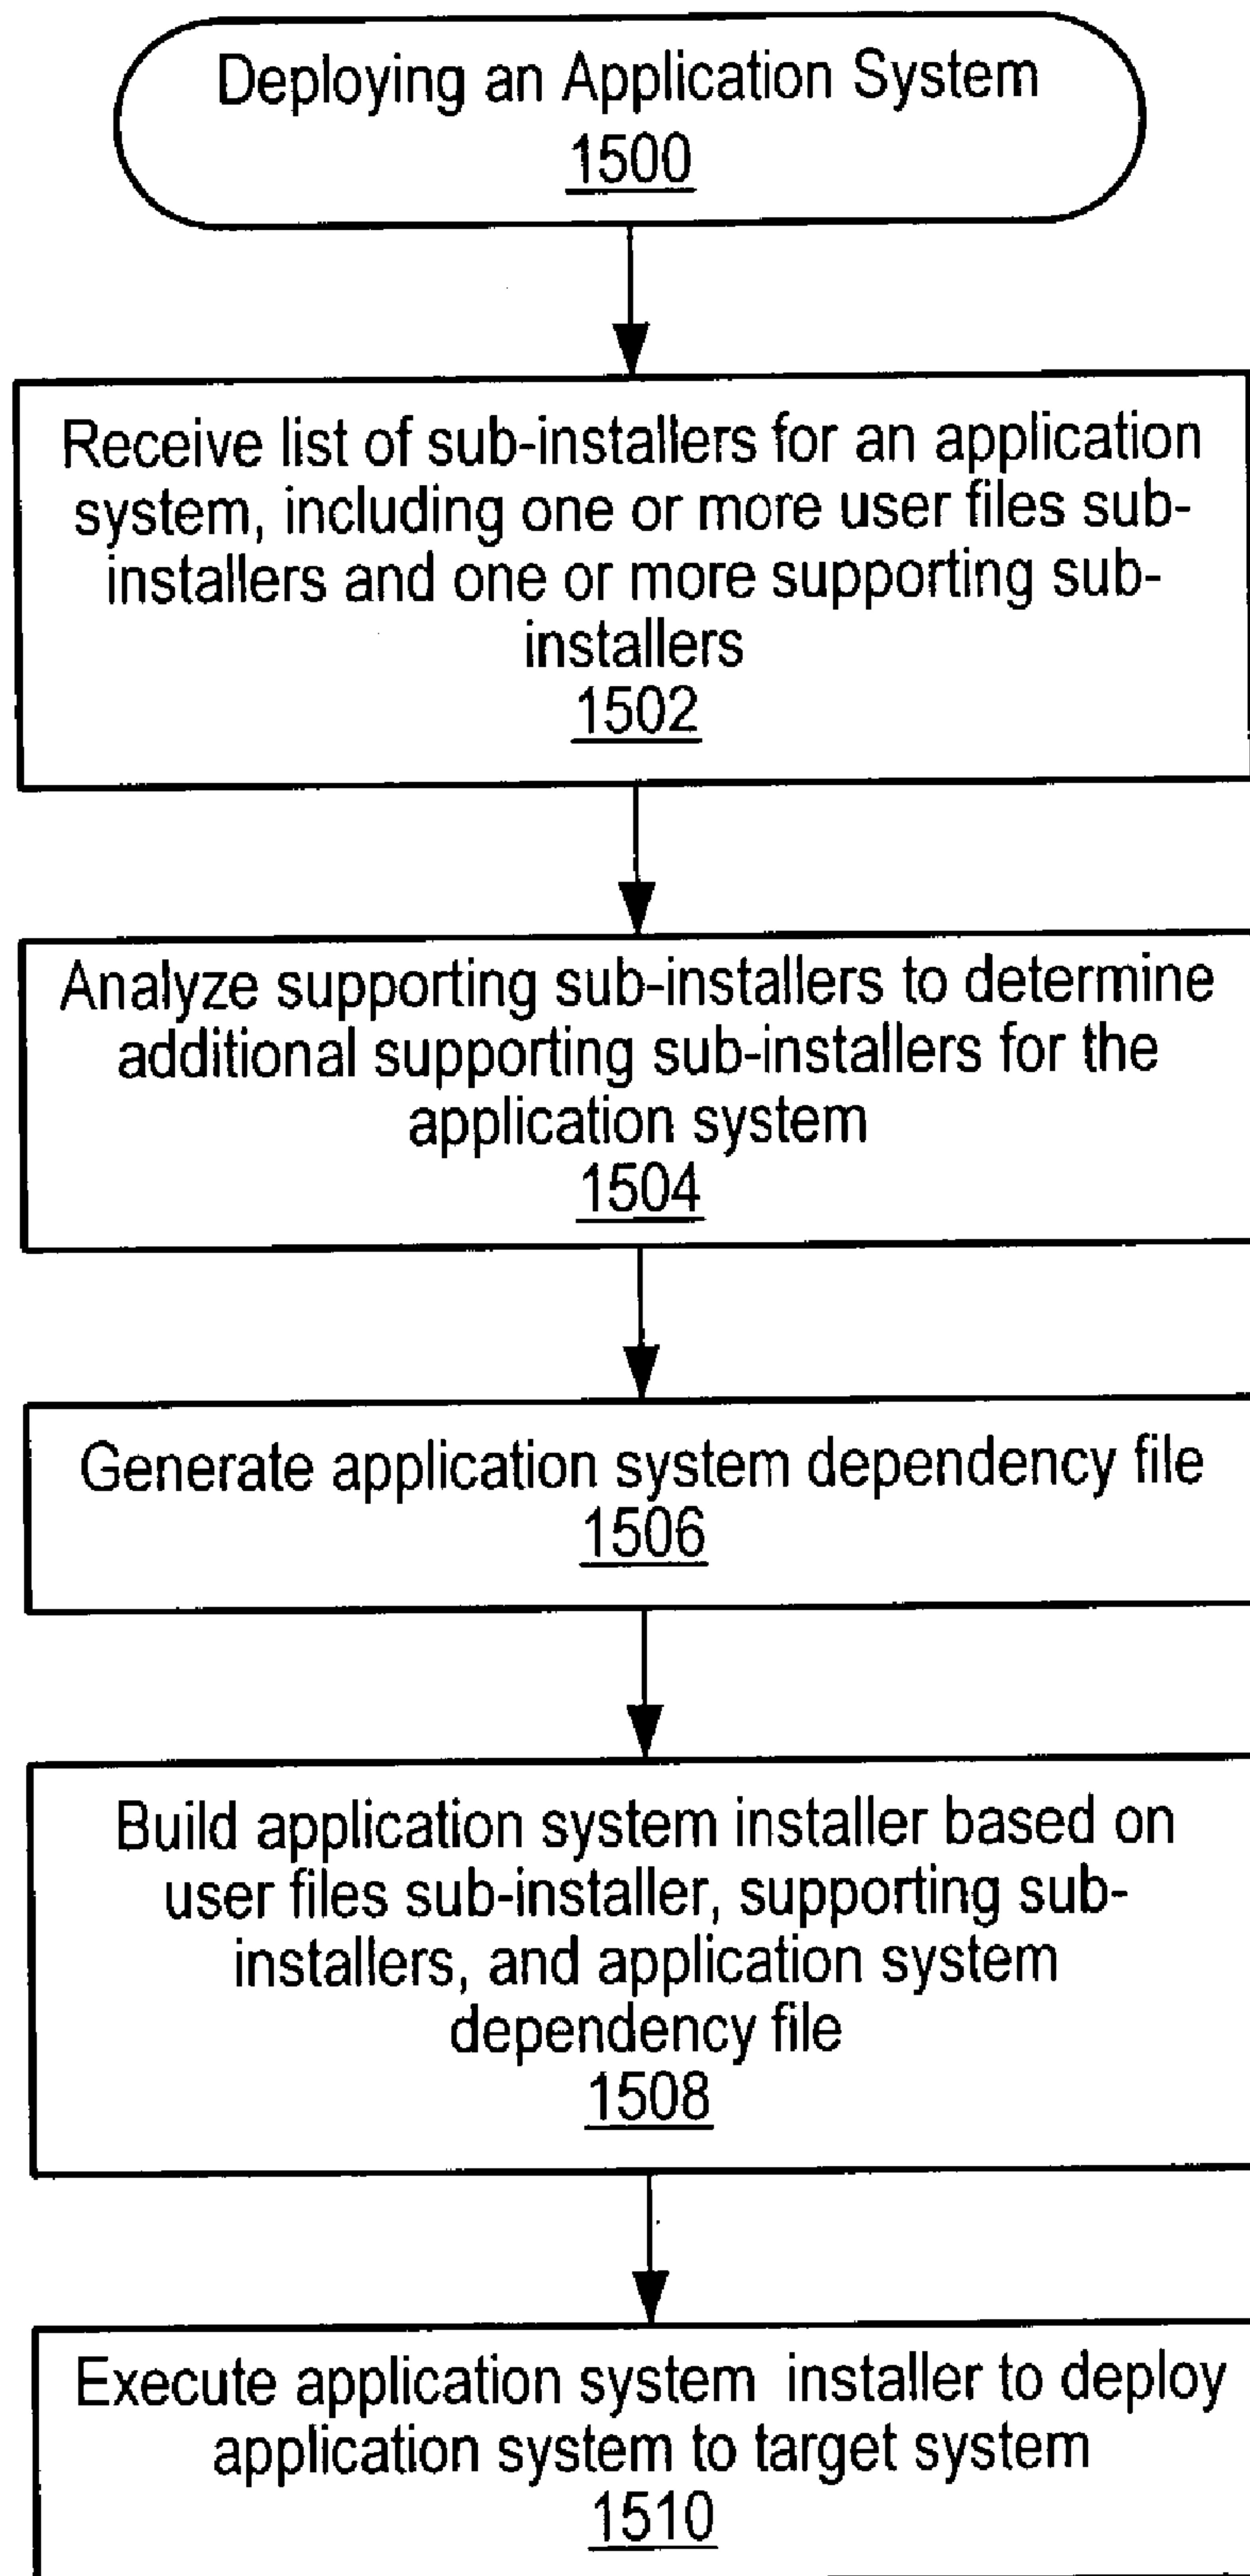 Deploying an Application System
1500
Receive list of sub-installers for an application
system, including one or more user files sub-
installers and one or more supporting sub-
installers
1502
Analyze supporting sub-installers to determine
additional supporting sub-installers for the
application system
1504
Generate application system dependency file
1506
Build application system installer based on
user files sub-installer, supporting sub-
installers, and application system
dependency file
1508
Execute application system installer to deploy
application system to target system
1510